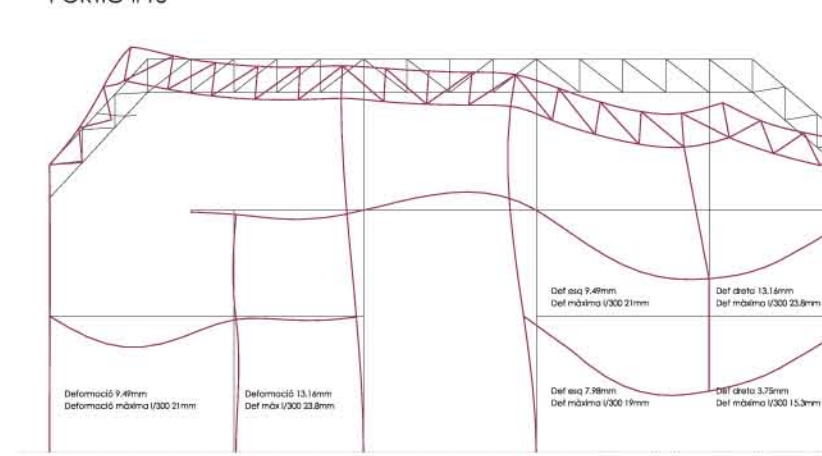 Def esq 9.49mm
Def màxima l/300 21mm
Def dreta 13.16mm
Def màxima l/300 23.8mm
Deformació 9.49mm
Deformació màxima l/300 21mm
Deformació 13.16mm
Def màx l/300 23.8mm
Def esq 7.98mm
Def màxima l/300 19mm
Def dreta 3.75mm
Def màxima l/300 15.3mm